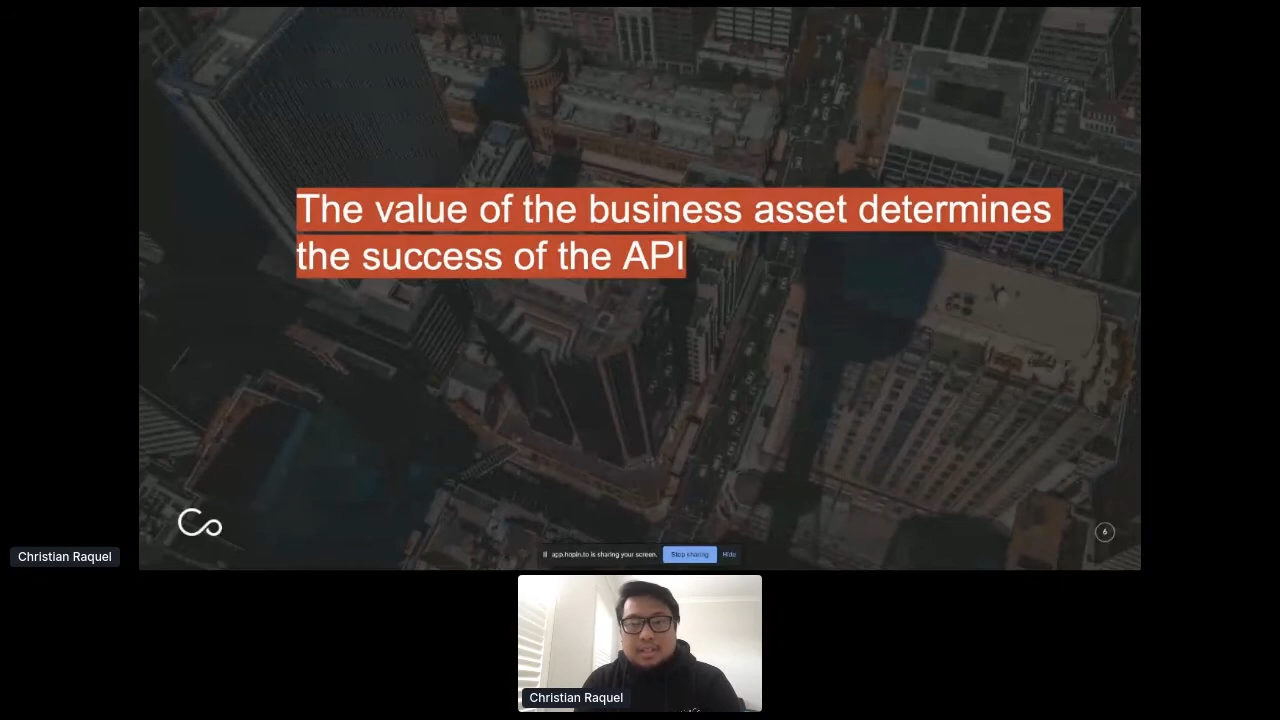 The value of the business asset determines
the success of the API
6
app.hopin.to is sharing your screen. Stop sharing Hide
Christian Raquel
Christian Raquel